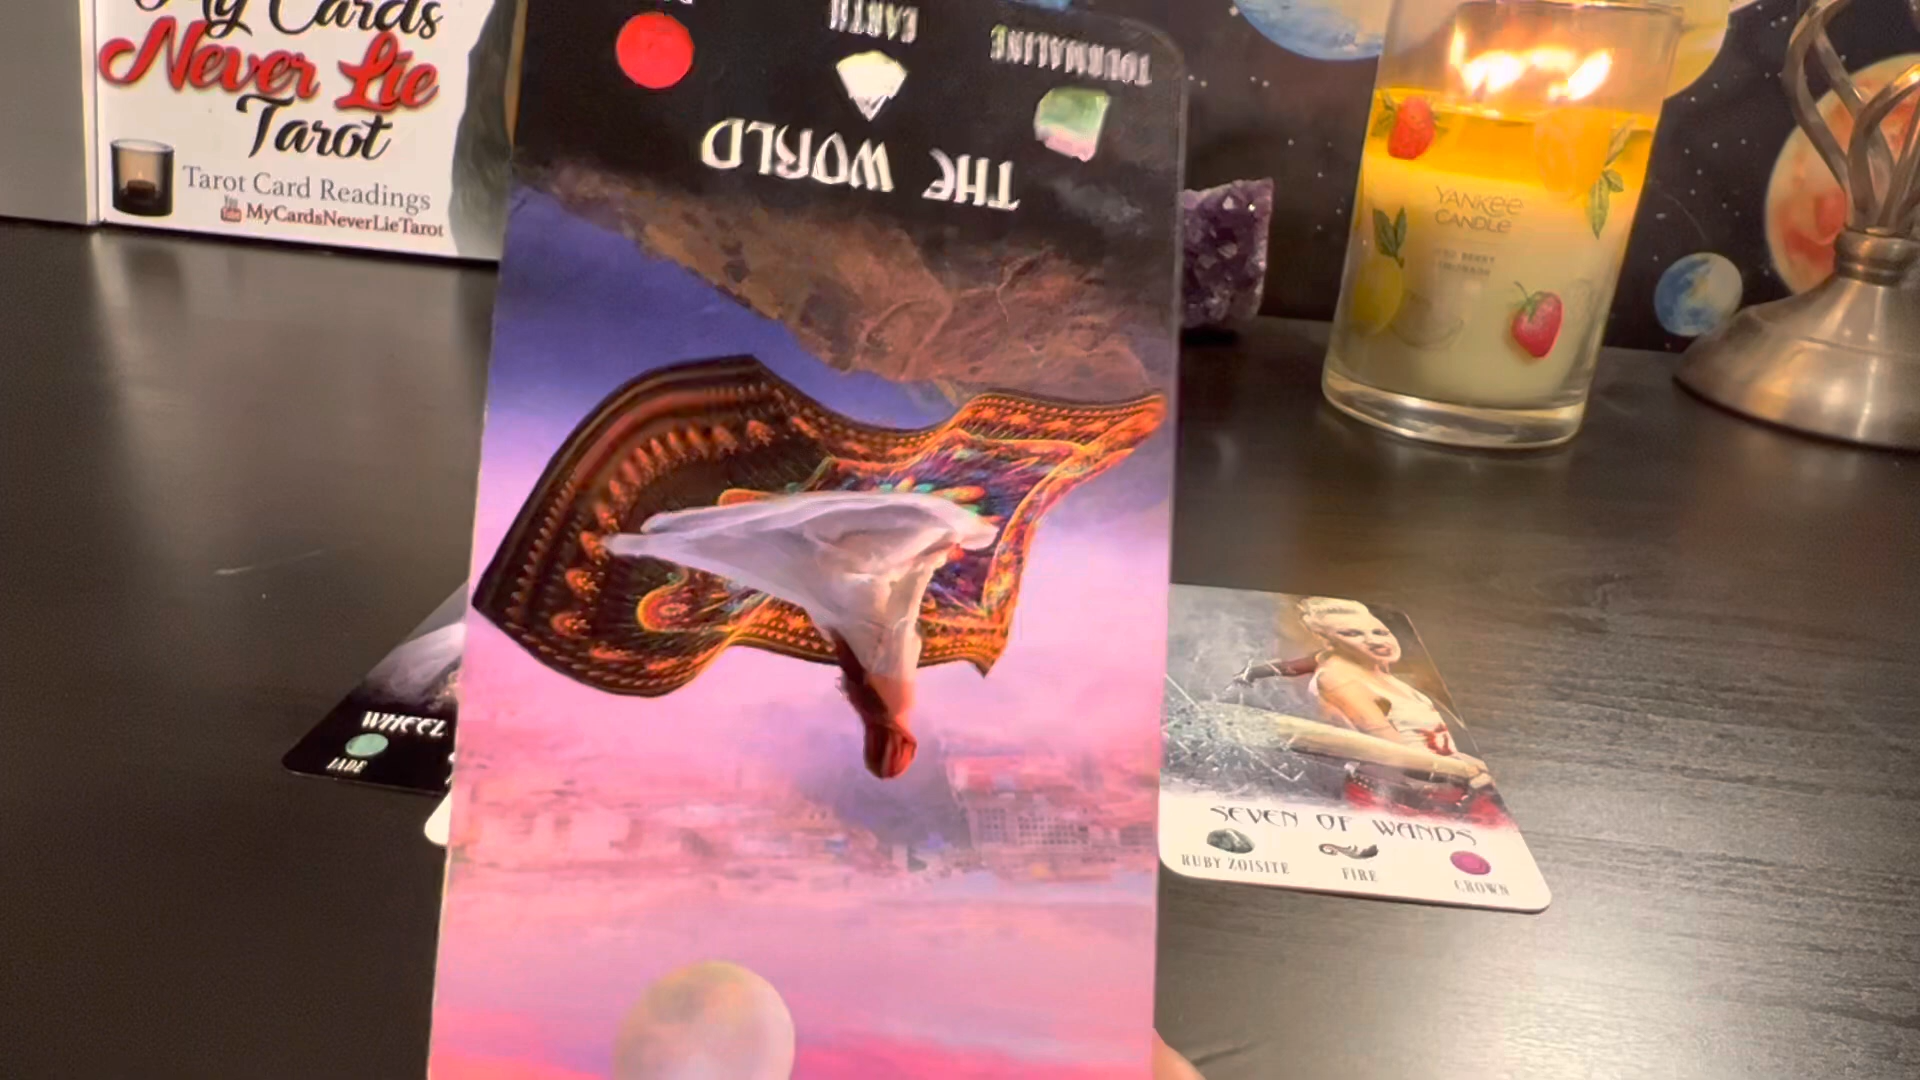 My Cards
Never Lie
Tarot
Tarot Card Readings
You
MyCardsNeverLieTarot
EARTH
TOURMALINE
THE WORLD
YANKEE
CANDLE
WHEEL
JADE
SEVEN OF WANDS
RUBY ZOISITE
FIRE
CROWN